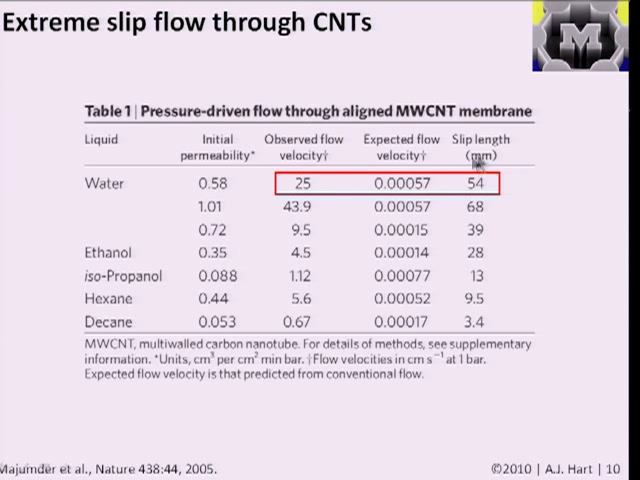 Extreme slip flow through CNTs
M
Table 1 | Pressure-driven flow through aligned MWCNT membrane
Liquid Initial permeability* Observed flow velocity† Expected flow velocity† Slip length (mm)
Water 0.58 25 0.00057 54
1.01 43.9 0.00057 68
0.72 9.5 0.00015 39
Ethanol 0.35 4.5 0.00014 28
iso-Propanol 0.088 1.12 0.00077 13
Hexane 0.44 5.6 0.00052 9.5
Decane 0.053 0.67 0.00017 3.4
MWCNT, multiwalled carbon nanotube. For details of methods, see supplementary
information. *Units, cm³ per cm² min bar. †Flow velocities in cm s⁻¹ at 1 bar.
Expected flow velocity is that predicted from conventional flow.
Majumder et al., Nature 438:44, 2005.
©2010 | A.J. Hart | 10